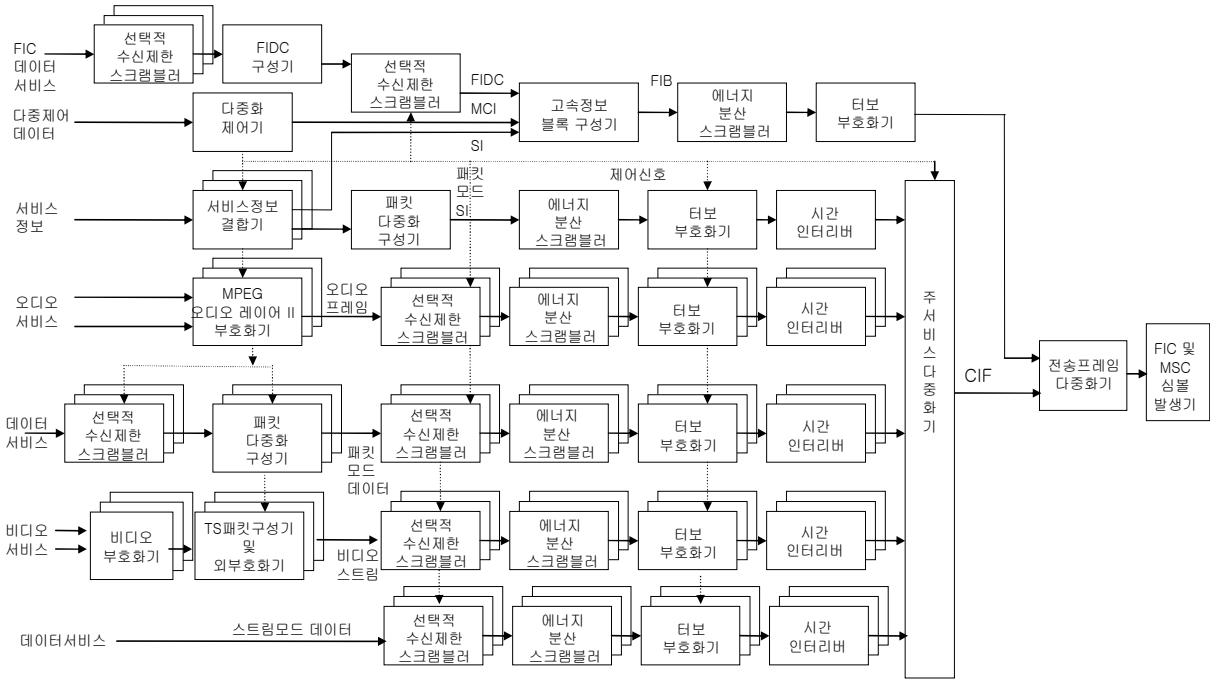 FIC
데이터
서비스
선택적
수신제한
스크램블러
FIDC
구성기
선택적
수신제한
스크램블러
FIDC
MCI
SI
다중제어
데이터
다중화
제어기
고속정보
블록 구성기
FIB
에너지
분산
스크램블러
터보
부호화기
서비스
정보
서비스정보
결합기
패킷
다중화
구성기
패킷
모드
SI
에너지
분산
스크램블러
제어신호
터보
부호화기
시간
인터리버
오디오
서비스
MPEG
오디오 레이어 II
부호화기
오디오
프레임
선택적
수신제한
스크램블러
에너지
분산
스크램블러
터보
부호화기
시간
인터리버
데이터
서비스
선택적
수신제한
스크램블러
패킷
다중화
구성기
패킷
모드
데이터
선택적
수신제한
스크램블러
에너지
분산
스크램블러
터보
부호화기
시간
인터리버
비디오
서비스
비디오
부호화기
TS패킷구성기
및
외부호화기
비디오
스트림
선택적
수신제한
스크램블러
에너지
분산
스크램블러
터보
부호화기
시간
인터리버
데이터서비스
스트림모드 데이터
선택적
수신제한
스크램블러
에너지
분산
스크램블러
터보
부호화기
시간
인터리버
주서비스다중화기
CIF
전송프레임
다중화기
FIC 및
MSC
심볼
발생기